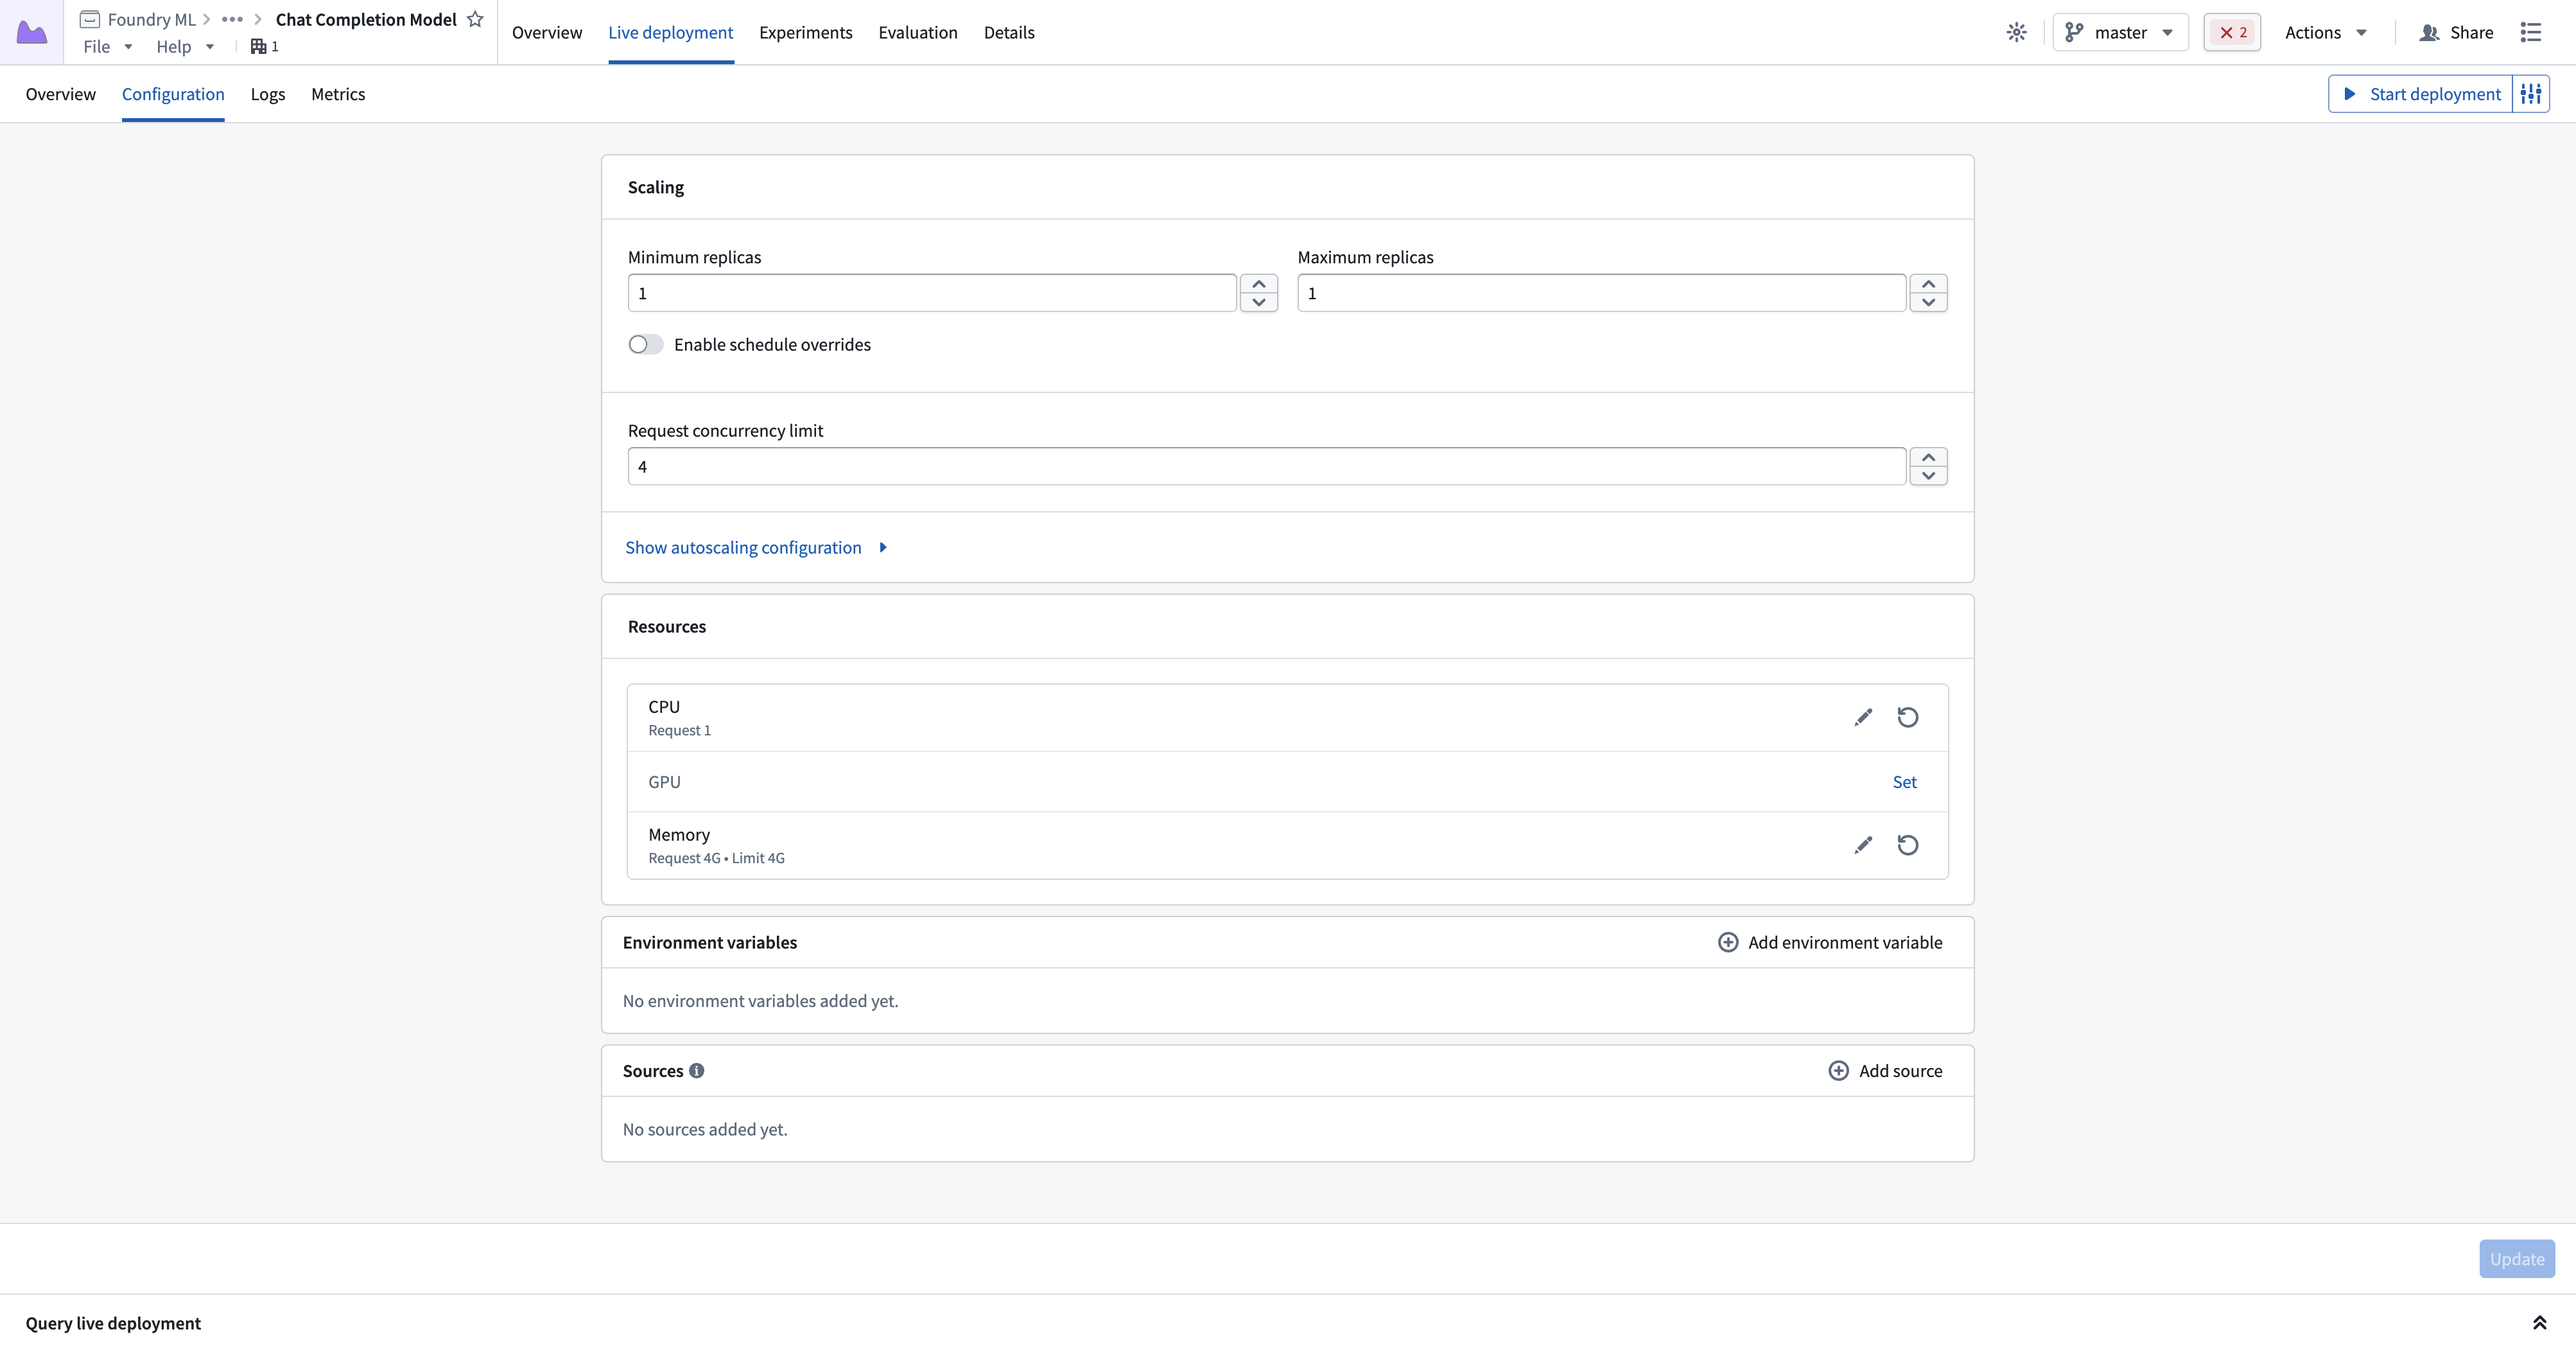 Foundry ML
Chat Completion Model
File
Help
1
Overview
Live deployment
Experiments
Evaluation
Details
master
2
Actions
Share
Overview
Configuration
Logs
Metrics
Start deployment
Scaling
Minimum replicas
Maximum replicas
1
1
Enable schedule overrides
Request concurrency limit
4
Show autoscaling configuration
Resources
CPU
Request 1
GPU
Set
Memory
Request 4G • Limit 4G
Environment variables
Add environment variable
No environment variables added yet.
Sources
Add source
No sources added yet.
Update
Query live deployment